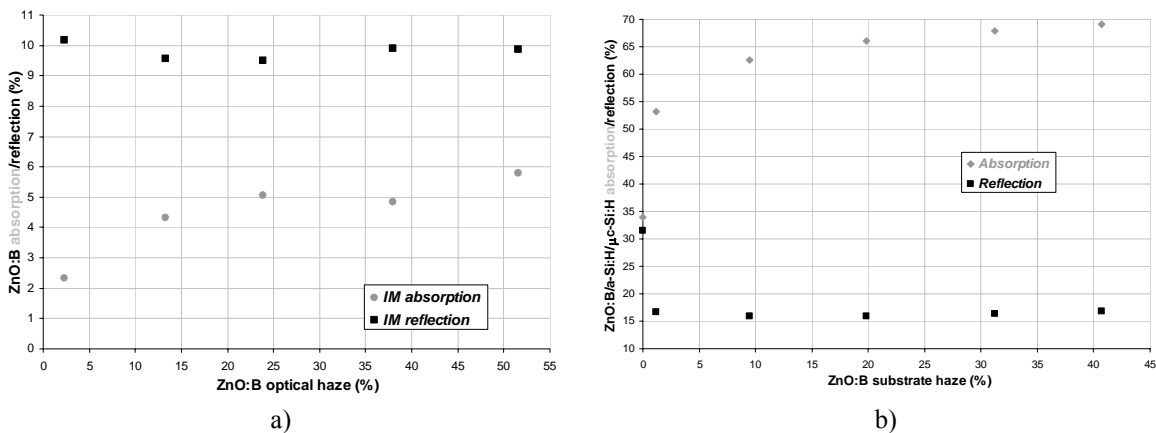 11
10
9
8
7
6
5
4
3
2
1
0
ZnO:B absorption/reflection (%)
IM absorption
IM reflection
0 5 10 15 20 25 30 35 40 45 50 55
ZnO:B optical haze (%)
a)
70
65
60
55
50
45
40
35
30
25
20
15
10
ZnO:B/a-Si:H/μc-Si:H absorption/reflection (%)
Absorption
Reflection
0 5 10 15 20 25 30 35 40 45
ZnO:B substrate haze (%)
b)